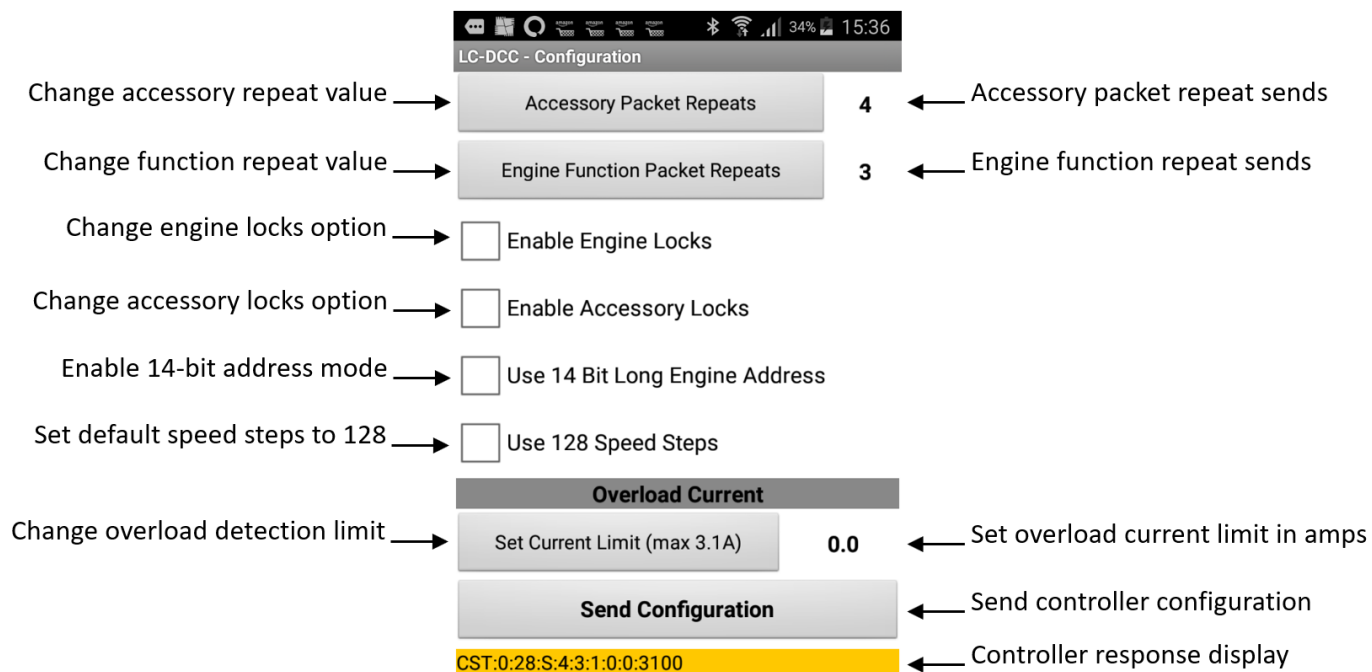 34% 15:36
LC-DCC - Configuration
Change accessory repeat value Accessory Packet Repeats 4 Accessory packet repeat sends
Change function repeat value Engine Function Packet Repeats 3 Engine function repeat sends
Change engine locks option Enable Engine Locks
Change accessory locks option Enable Accessory Locks
Enable 14-bit address mode Use 14 Bit Long Engine Address
Set default speed steps to 128 Use 128 Speed Steps
Overload Current
Change overload detection limit Set Current Limit (max 3.1A) 0.0 Set overload current limit in amps
Send Configuration Send controller configuration
CST:0:28:S:4:3:1:0:0:3100 Controller response display